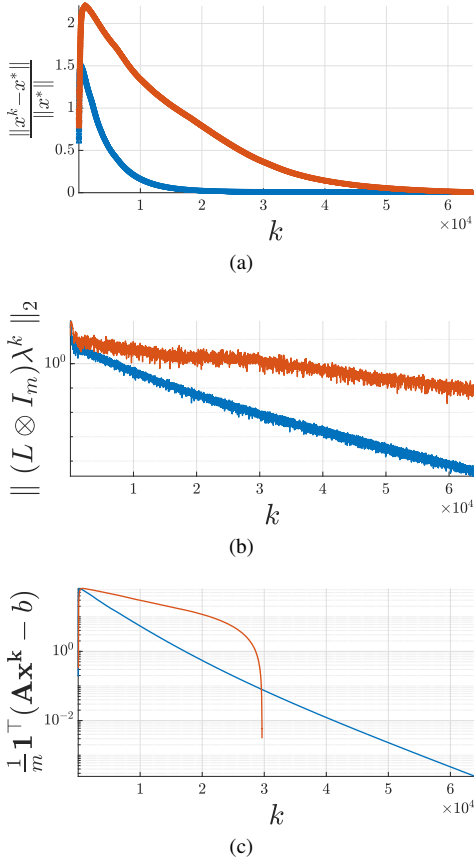 ‖x^k − x^*‖ / ‖x^*‖
2
1.5
1
0.5
0
1 2 3 4 5 6
×10^4
k
(a)
‖ (L ⊗ I_m)λ^k ‖_2
10^0
1 2 3 4 5 6
×10^4
k
(b)
1/m 1^⊤(Ax^k − b)
10^0
10^−2
1 2 3 4 5 6
×10^4
k
(c)